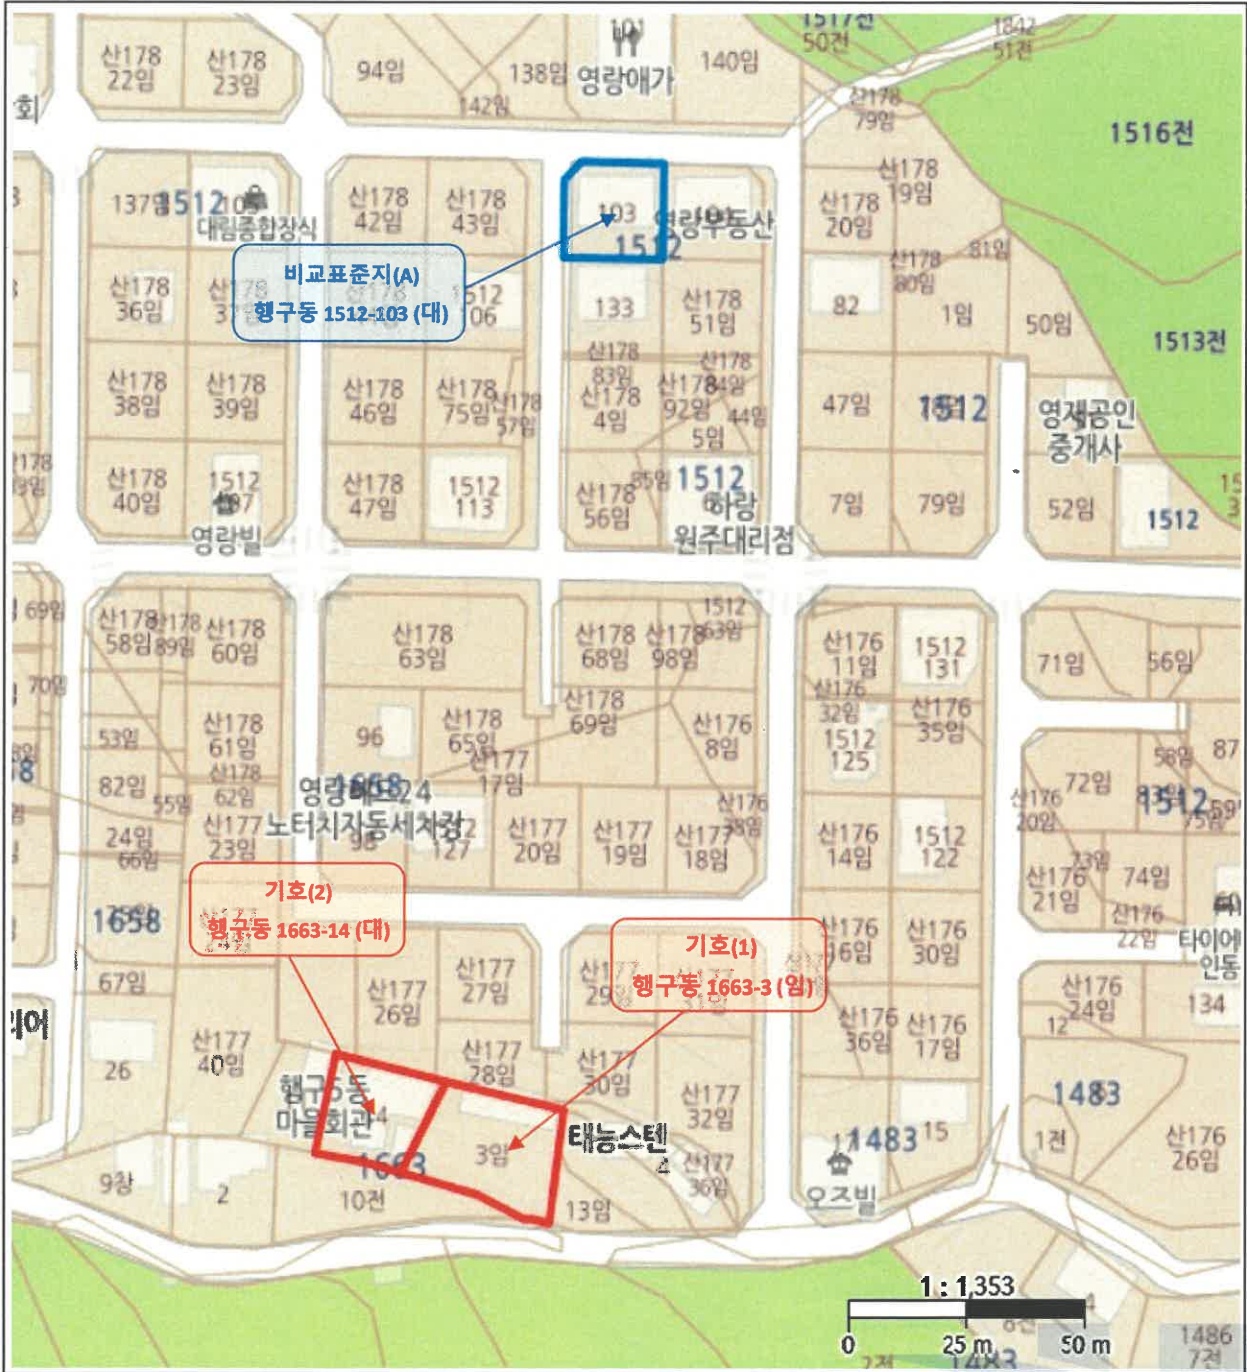 1517전
50전
1842
51전
101
영랑애가
산178
22임
산178
23임
94임
138임
142임
140임
회
산178
79임
1516전
137임
1512
대림종합장식
산178
42임
산178
43임
103
1512
영랑부동산
산178
19임
산178
20임
81임
비교표준지(A)
행구동 1512-103 (대)
산178
36임
1512
106
133
산178
51임
82
산178
80임
1임
50임
1513전
산178
38임
산178
39임
산178
46임
산178
75임
산178
57임
산178
83임
산178
4임
산178
92임
44임
5임
47임
1512
영재공인
중개사
산178
40임
1512
영랑빌
산178
47임
1512
113
산178
56임
85임
1512
하랑
원주대리점
7임
79임
52임
1512
69임
산178
58임
산178
89임
산178
60임
산178
63임
산178
68임
산178
98임
1512
63임
산176
11임
1512
131
71임
56임
70임
53임
산178
61임
96
산178
65임
산178
69임
산176
8임
산176
32임
1512
125
산176
35임
산177
17임
82임
55임
산178
62임
1658
노터치자동세차장
127
24임
66임
산177
23임
산177
20임
산177
19임
산177
18임
산176
14임
1512
122
72임
58임
87
1512
산176
20임
73임
74임
산176
21임
산176
22임
타이어
인동
1658
기호(2)
행구동 1663-14 (대)
기호(1)
행구동 1663-3 (임)
67임
산177
26임
산177
27임
산177
29임
16임
산176
30임
산176
24임
12
134
26
산177
40임
산177
28임
산177
30임
산177
32임
산176
36임
산176
17임
행구5동
마을회관
1663
3임
태능스텐
4
산177
36임
1483
15
오즈빌
1483
1전
산176
26임
9창
2
10전
13임
1 : 1,353
0
25 m
50 m
1486
7전
2전
1483